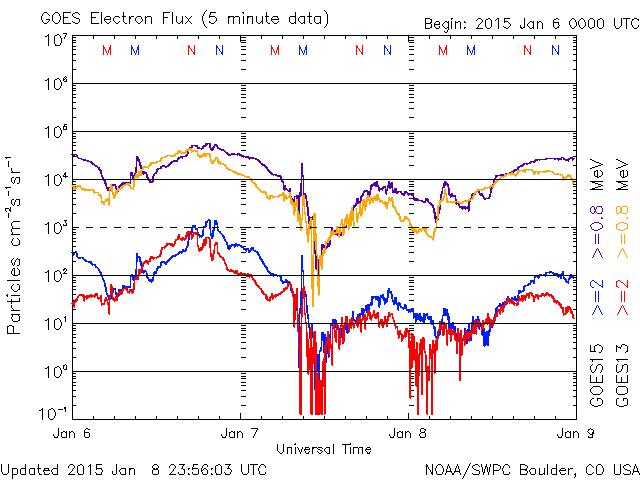 GOES Electron Flux (5 minute data)
Begin: 2015 Jan 6 0000 UTC
10⁷
M M N N M M N N M M N N
10⁶
10⁵
10⁴
10³
10²
10¹
10⁰
10⁻¹
Particles cm⁻²s⁻¹sr⁻¹
Jan 6 Jan 7 Jan 8 Jan 9
Universal Time
GOES15 >=2 >=0.8 MeV
GOES13 >=2 >=0.8 MeV
Updated 2015 Jan 8 23:56:03 UTC
NOAA/SWPC Boulder, CO USA